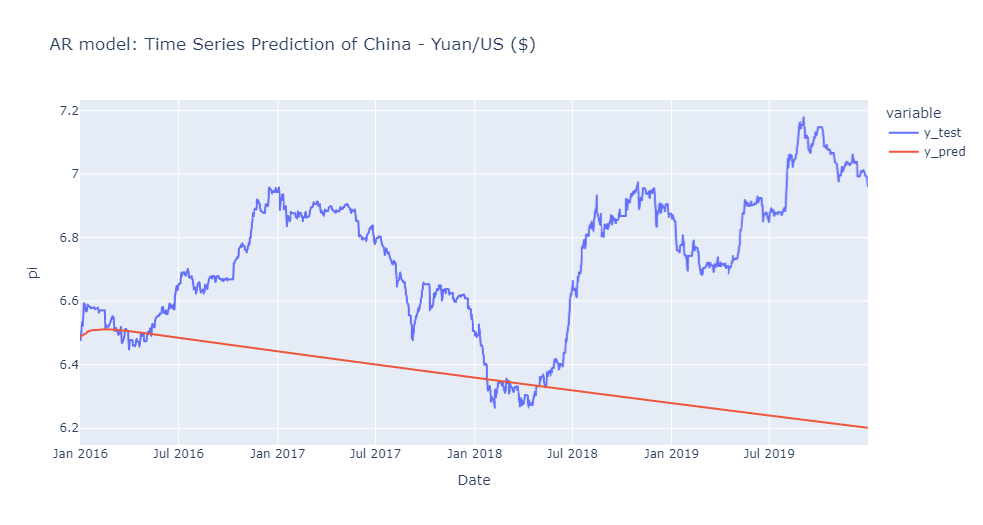 AR model: Time Series Prediction of China - Yuan/US ($)
variable
y_test
y_pred
pi
7.2
7
6.8
6.6
6.4
6.2
Jan 2016 Jul 2016 Jan 2017 Jul 2017 Jan 2018 Jul 2018 Jan 2019 Jul 2019
Date